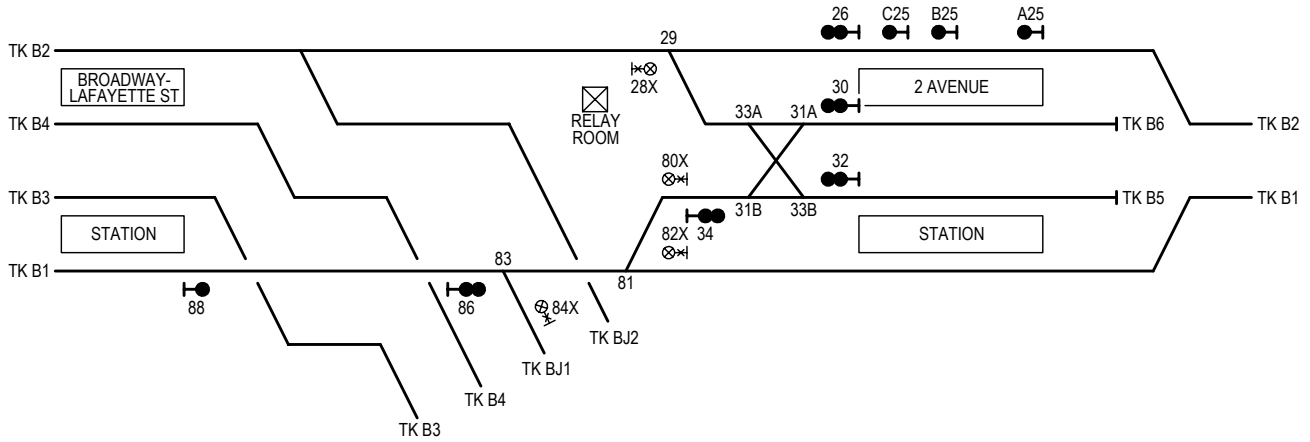 26
C25
B25
A25
29
TK B2
BROADWAY-
LAFAYETTE ST
28X
30
2 AVENUE
RELAY
ROOM
TK B4
33A
31A
TK B6
TK B2
80X
32
TK B3
31B
33B
TK B5
TK B1
STATION
34
82X
STATION
TK B1
83
81
88
86
84X
TK BJ2
TK BJ1
TK B4
TK B3